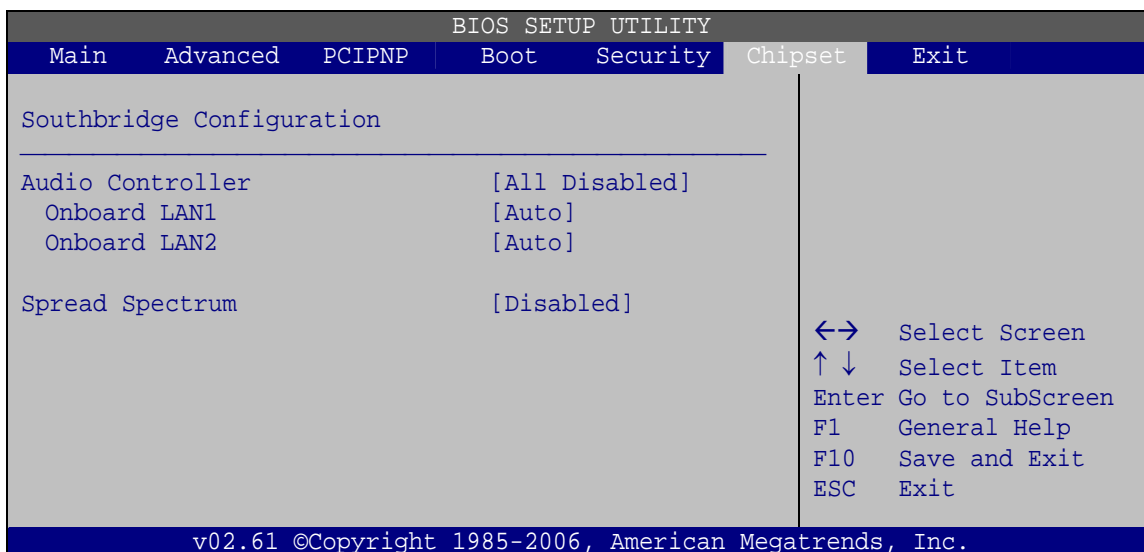 BIOS SETUP UTILITY
Main Advanced PCIPNP Boot Security Chipset Exit
Southbridge Configuration
Audio Controller [All Disabled]
Onboard LAN1 [Auto]
Onboard LAN2 [Auto]
Spread Spectrum [Disabled]
←→ Select Screen
↑ ↓ Select Item
Enter Go to SubScreen
F1 General Help
F10 Save and Exit
ESC Exit
v02.61 ©Copyright 1985-2006, American Megatrends, Inc.